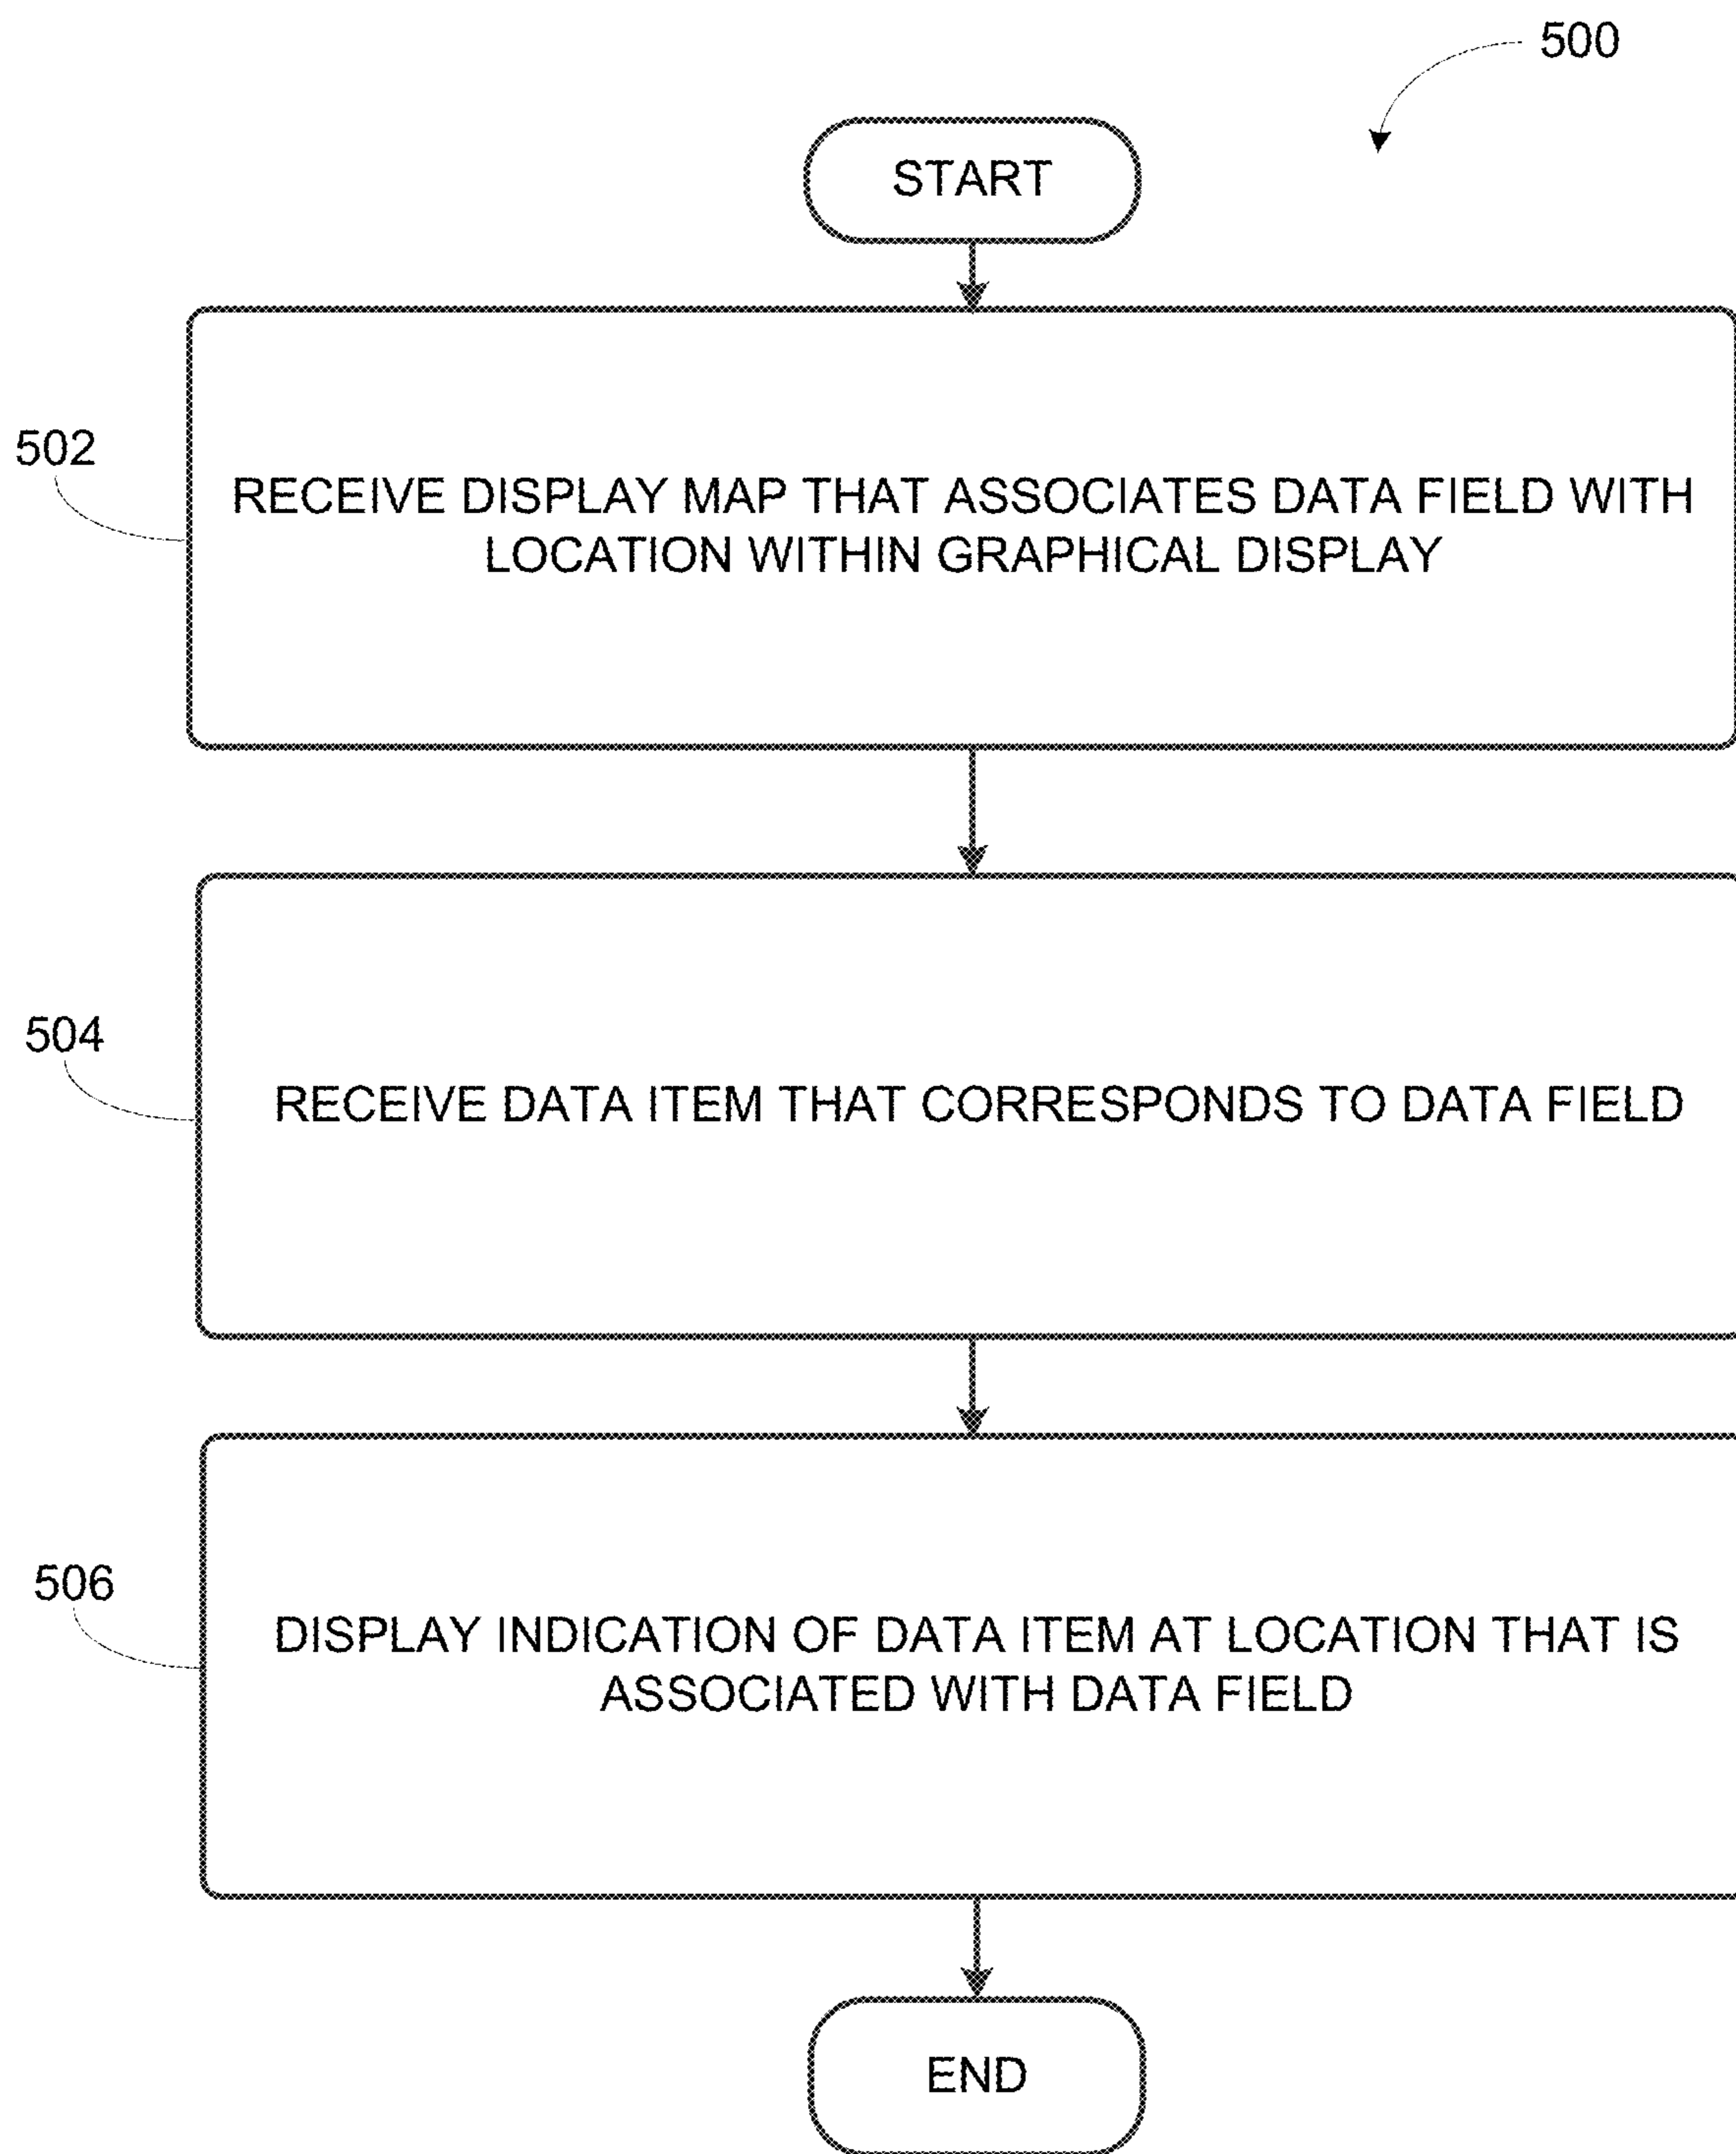 500
START
502
RECEIVE DISPLAY MAP THAT ASSOCIATES DATA FIELD WITH
LOCATION WITHIN GRAPHICAL DISPLAY
504
RECEIVE DATA ITEM THAT CORRESPONDS TO DATA FIELD
506
DISPLAY INDICATION OF DATA ITEM AT LOCATION THAT IS
ASSOCIATED WITH DATA FIELD
END